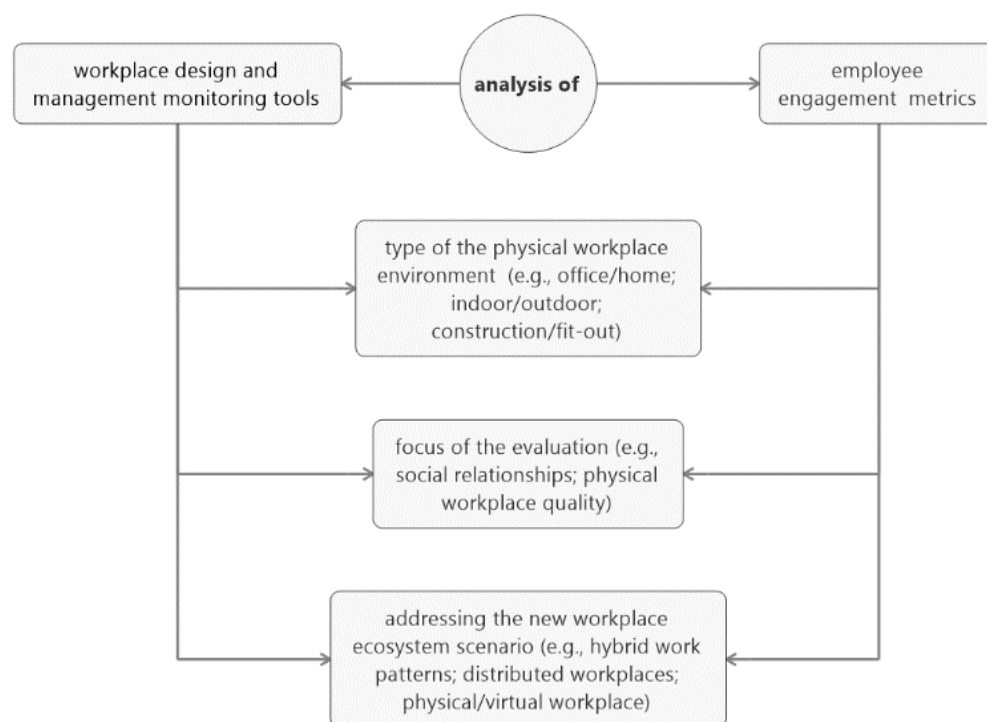 workplace design and
management monitoring tools
analysis of
employee
engagement metrics
type of the physical workplace
environment (e.g., office/home;
indoor/outdoor;
construction/fit-out)
focus of the evaluation (e.g.,
social relationships; physical
workplace quality)
addressing the new workplace
ecosystem scenario (e.g., hybrid work
patterns; distributed workplaces;
physical/virtual workplace)